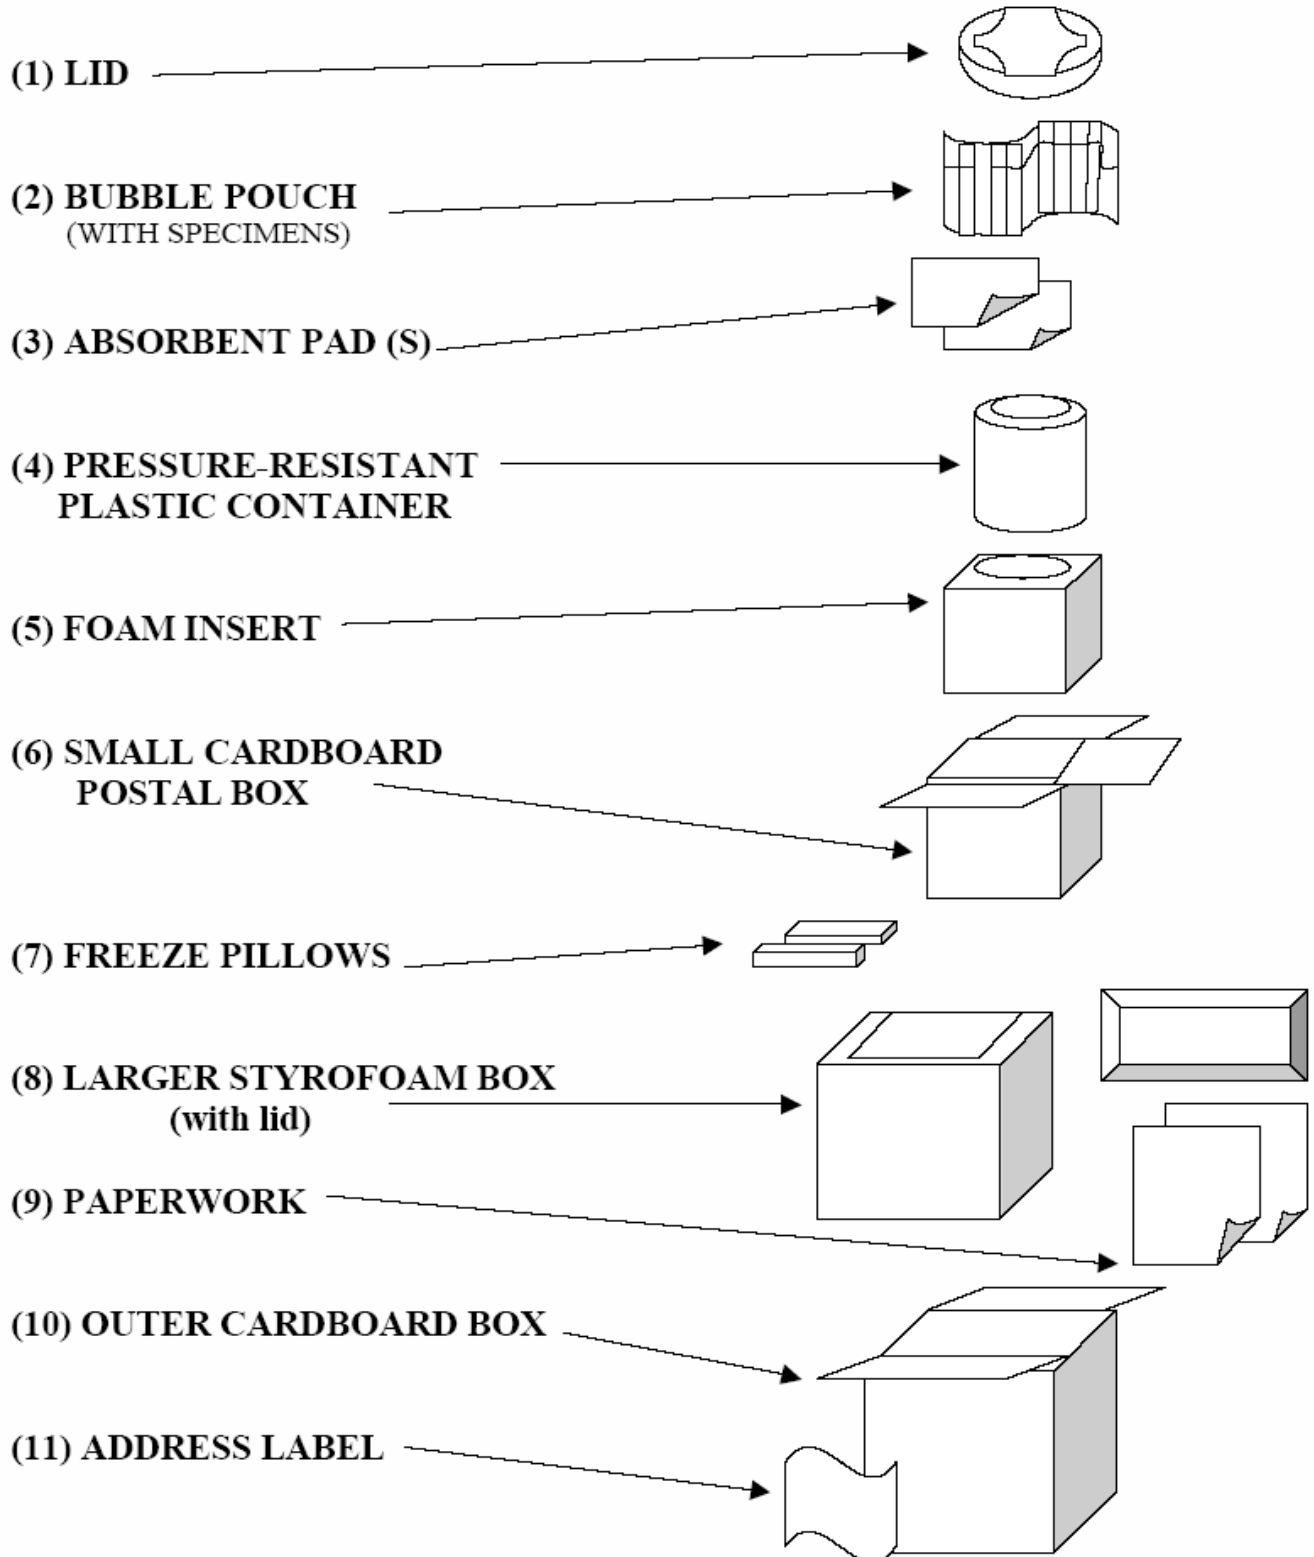 (1) LID
(2) BUBBLE POUCH
(WITH SPECIMENS)
(3) ABSORBENT PAD (S)
(4) PRESSURE-RESISTANT
PLASTIC CONTAINER
(5) FOAM INSERT
(6) SMALL CARDBOARD
POSTAL BOX
(7) FREEZE PILLOWS
(8) LARGER STYROFOAM BOX
(with lid)
(9) PAPERWORK
(10) OUTER CARDBOARD BOX
(11) ADDRESS LABEL